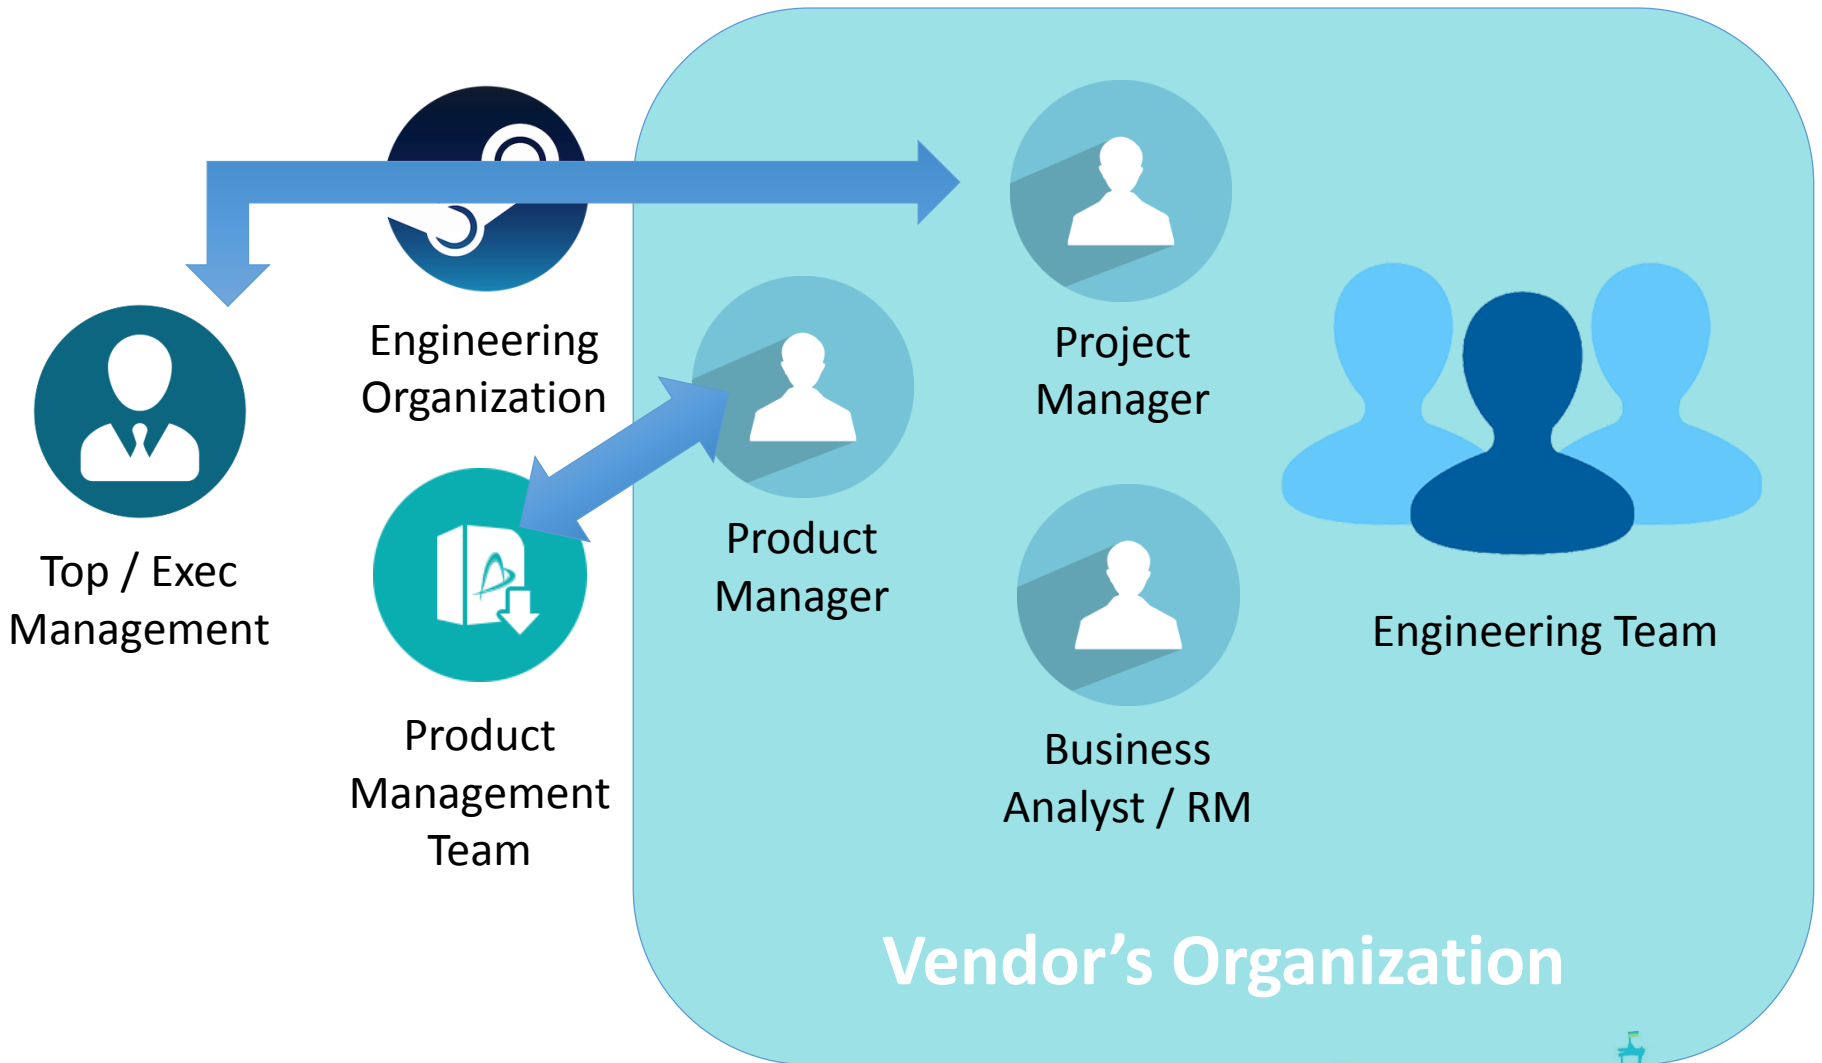 Engineering
Organization
Project
Manager
Top / Exec
Management
Product
Manager
Engineering Team
Product
Management
Team
Business
Analyst / RM
Vendor’s Organization